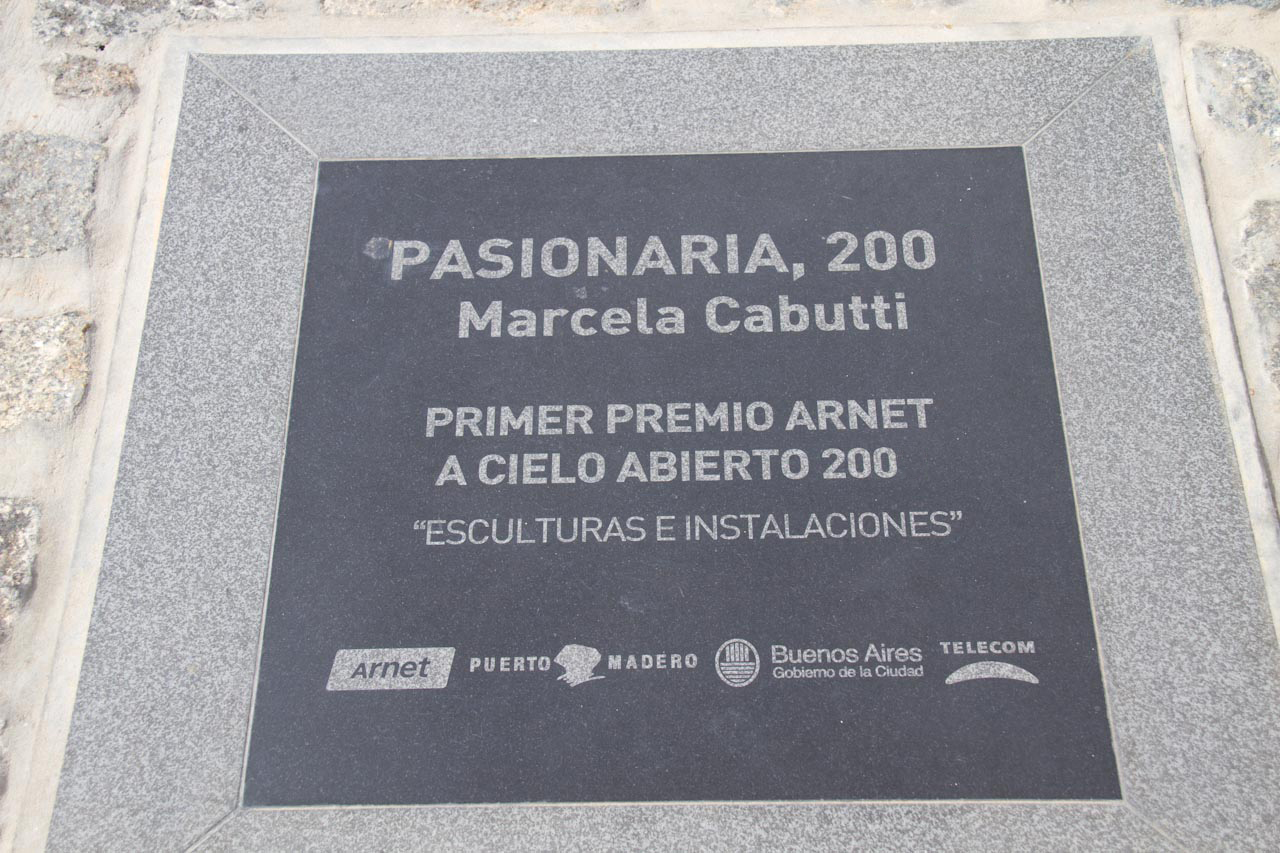 PASIONARIA, 200
Marcela Cabutti
PRIMER PREMIO ARNET
A CIELO ABIERTO 200
“ESCULTURAS E INSTALACIONES”
Arnet
PUERTO MADERO
Buenos Aires
Gobierno de la Ciudad
TELECOM